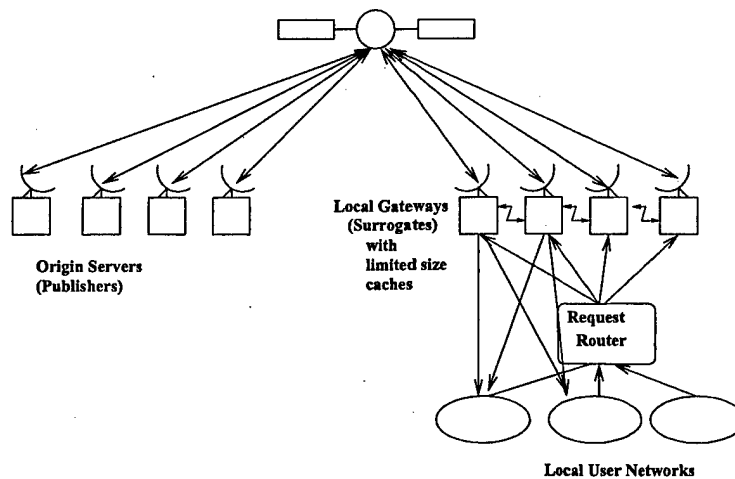 Local Gateways
(Surrogates)
with
limited size
caches
Origin Servers
(Publishers)
Request
Router
Local User Networks